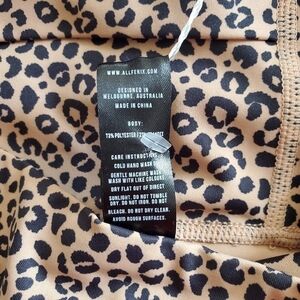 WWW.ALLFENIX.COM
DESIGNED IN
MELBOURNE, AUSTRALIA
MADE IN CHINA
BODY:
73% POLYESTER
CARE INSTRUCTIONS
COLD HAND WASH
GENTLE MACHINE WASH
WASH WITH LIKE COLOURS
DRY FLAT OUT OF DIRECT
SUNLIGHT. DO NOT TUMBLE
DRY. DO NOT IRON. DO NOT
BLEACH. DO NOT DRY CLEAN.
AVOID ROUGH SURFACES.